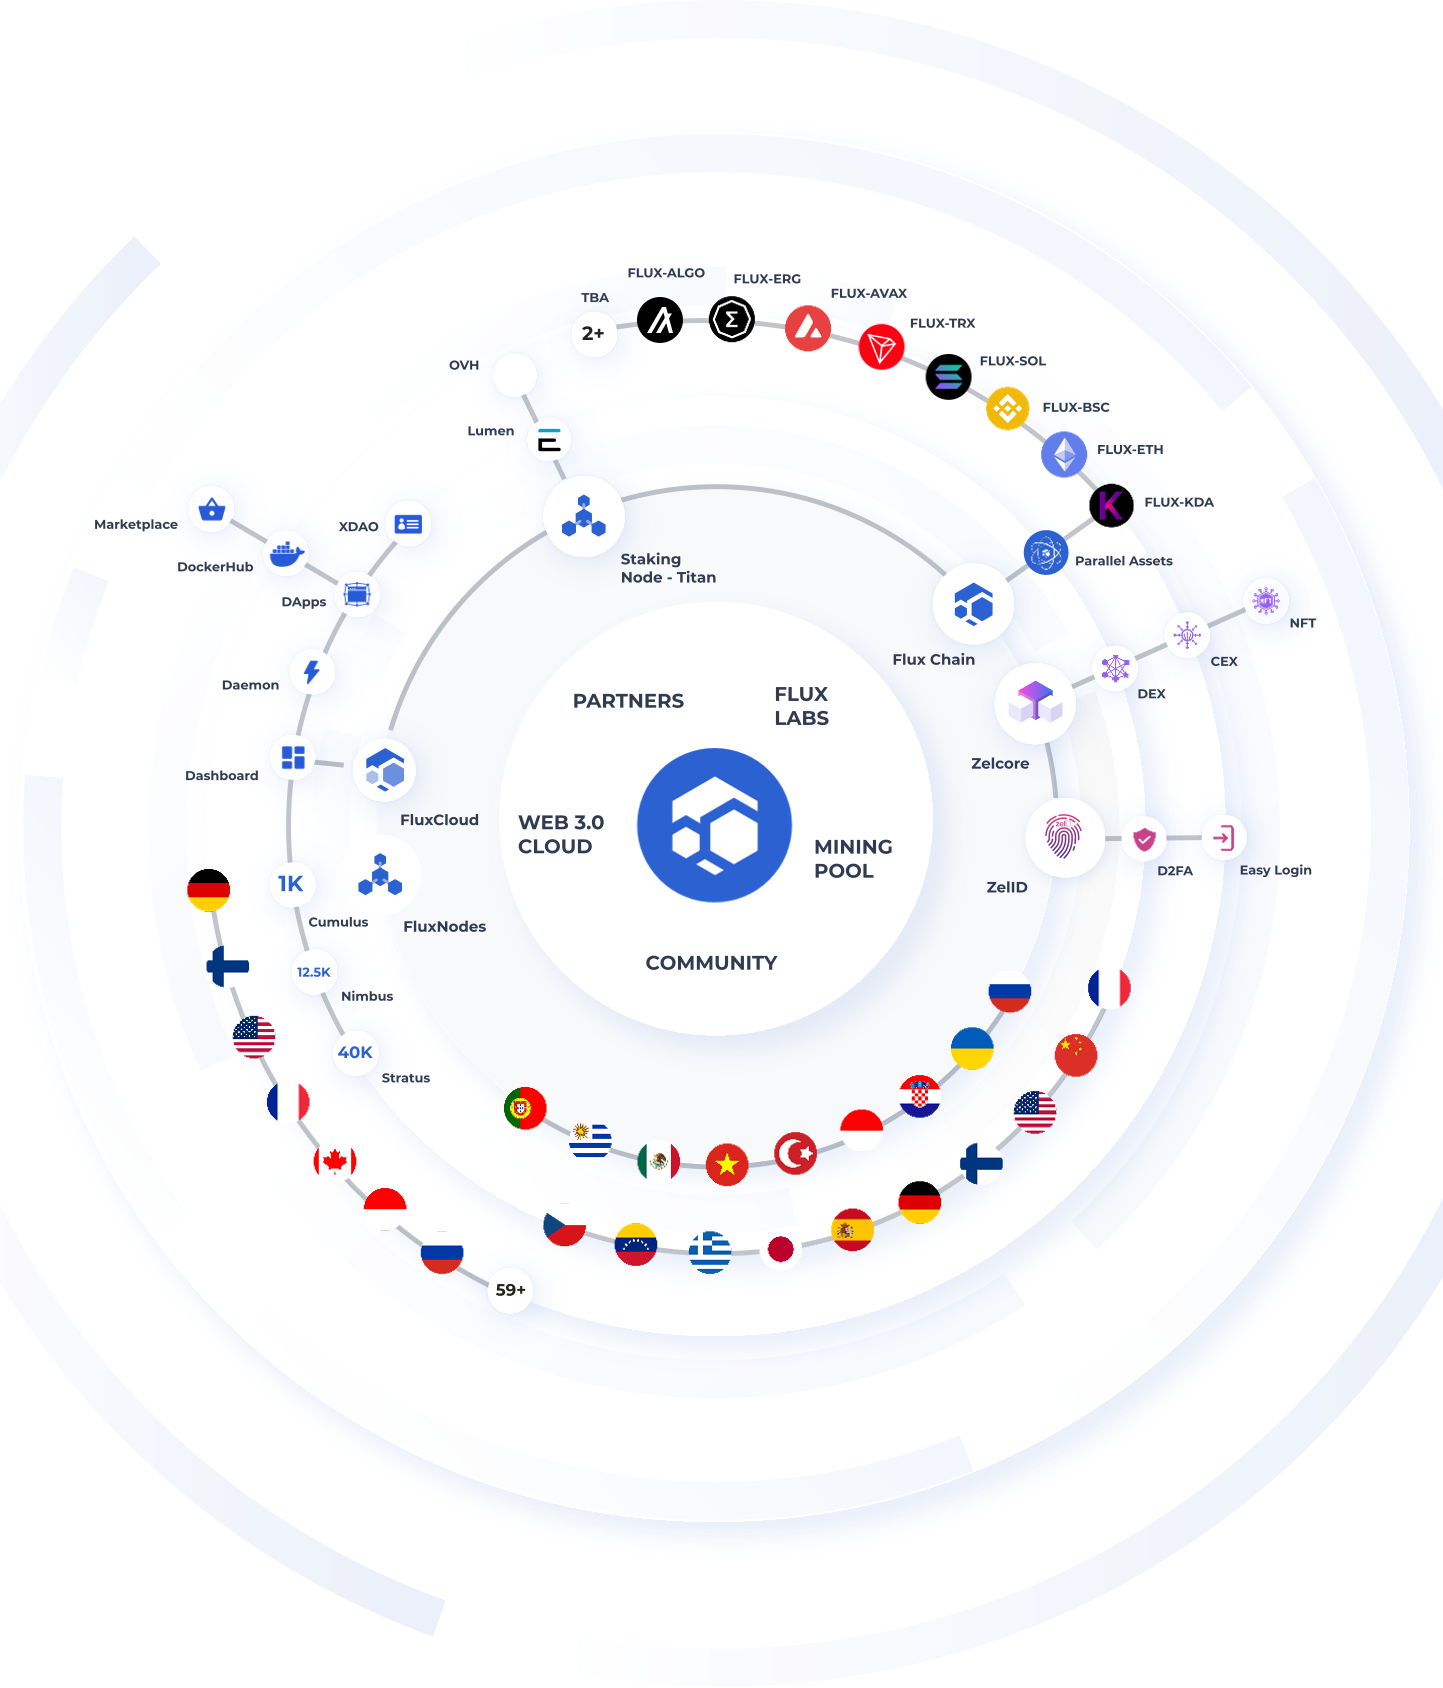 FLUX-ALGO
FLUX-ERG
TBA
FLUX-AVAX
2+
FLUX-TRX
OVH
FLUX-SOL
FLUX-BSC
Lumen
FLUX-ETH
FLUX-KDA
Marketplace
XDAO
DockerHub
Staking
Node - Titan
Parallel Assets
DApps
NFT
Flux Chain
CEX
Daemon
DEX
PARTNERS
FLUX
LABS
Zelcore
Dashboard
FluxCloud
WEB 3.0
CLOUD
MINING
POOL
zel
D2FA
Easy Login
1K
ZelID
Cumulus
FluxNodes
COMMUNITY
12.5K
Nimbus
40K
Stratus
59+